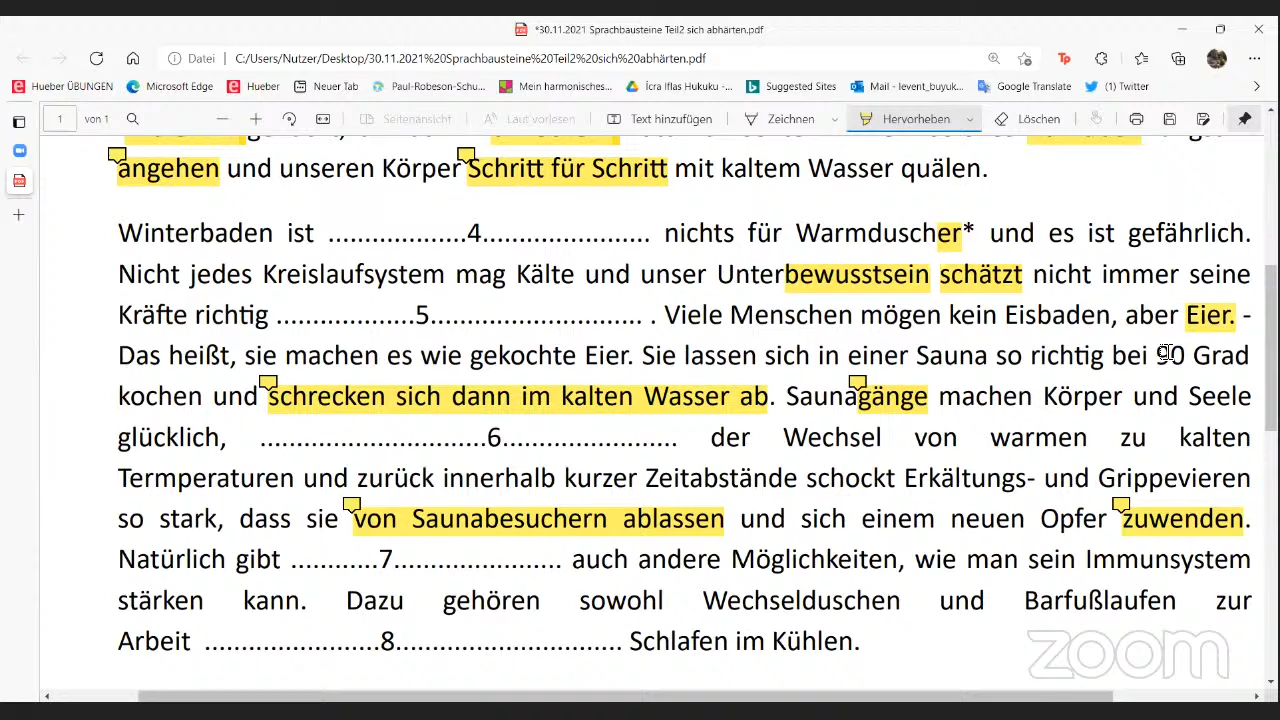 *30.11.2021 Sprachbausteine Teil2 sich abhärten.pdf
Datei C:/Users/Nutzer/Desktop/30.11.2021%20Sprachbausteine%20Teil2%20sich%20abhärten.pdf
Hueber ÜBUNGEN Microsoft Edge Hueber Neuer Tab Paul-Robeson-Schu... Mein harmonisches... İcra Iflas Hukuku -... Suggested Sites Mail - levent_buyuk... Google Translate (1) Twitter
1 von 1 Seitenansicht Laut vorlesen Text hinzufügen Zeichnen Hervorheben Löschen
angehen und unseren Körper Schritt für Schritt mit kaltem Wasser quälen.
Winterbaden ist ...................4....................... nichts für Warmduscher* und es ist gefährlich.
Nicht jedes Kreislaufsystem mag Kälte und unser Unterbewusstsein schätzt nicht immer seine
Kräfte richtig ...................5............................. . Viele Menschen mögen kein Eisbaden, aber Eier. -
Das heißt, sie machen es wie gekochte Eier. Sie lassen sich in einer Sauna so richtig bei 90 Grad
kochen und schrecken sich dann im kalten Wasser ab. Saunagänge machen Körper und Seele
glücklich, ...............................6........................ der Wechsel von warmen zu kalten
Termperaturen und zurück innerhalb kurzer Zeitabstände schockt Erkältungs- und Grippevieren
so stark, dass sie von Saunabesuchern ablassen und sich einem neuen Opfer zuwenden.
Natürlich gibt ............7....................... auch andere Möglichkeiten, wie man sein Immunsystem
stärken kann. Dazu gehören sowohl Wechselduschen und Barfußlaufen zur
Arbeit ........................8............................... Schlafen im Kühlen.
zoom